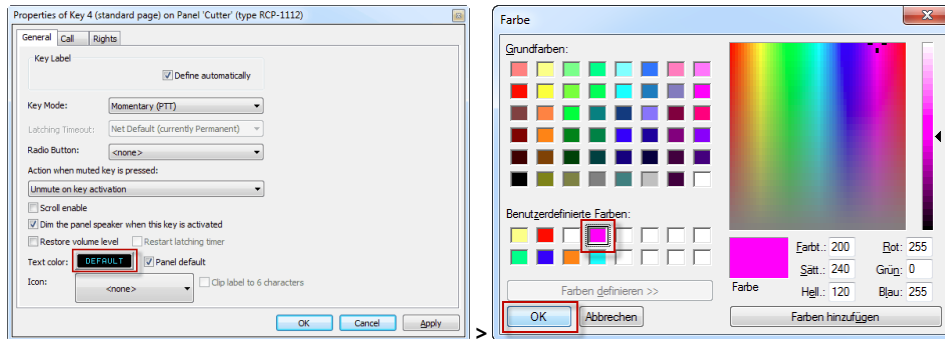 Properties of Key 4 (standard page) on Panel 'Cutter' (type RCP-1112)
General Call Rights
Key Label
Define automatically
Key Mode: Momentary (PTT)
Latching Timeout: Net Default (currently Permanent)
Radio Button: <none>
Action when muted key is pressed:
Unmute on key activation
Scroll enable
Dim the panel speaker when this key is activated
Restore volume level Restart latching timer
Text color: DEFAULT Panel default
Icon: <none> Clip label to 6 characters
OK Cancel Apply
>
Farbe
Grundfarben:
Benutzerdefinierte Farben:
Farben definieren >>
OK Abbrechen
Farbe
Farbt.: 200 Rot: 255
Sätt.: 240 Grün: 0
Hell.: 120 Blau: 255
Farben hinzufügen